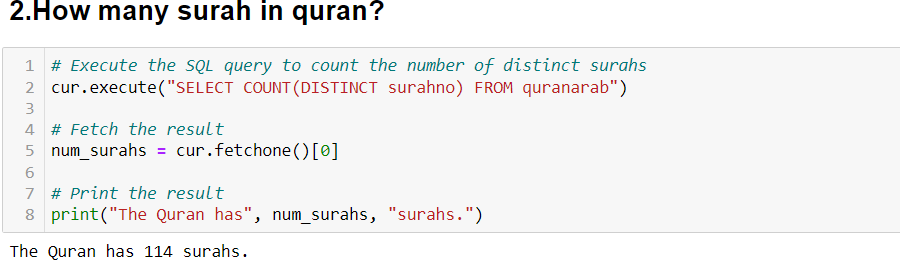 2.How many surah in quran?
1 # Execute the SQL query to count the number of distinct surahs
2 cur.execute("SELECT COUNT(DISTINCT surahno) FROM quranarab")
3
4 # Fetch the result
5 num_surahs = cur.fetchone()[0]
6
7 # Print the result
8 print("The Quran has", num_surahs, "surahs.")
The Quran has 114 surahs.